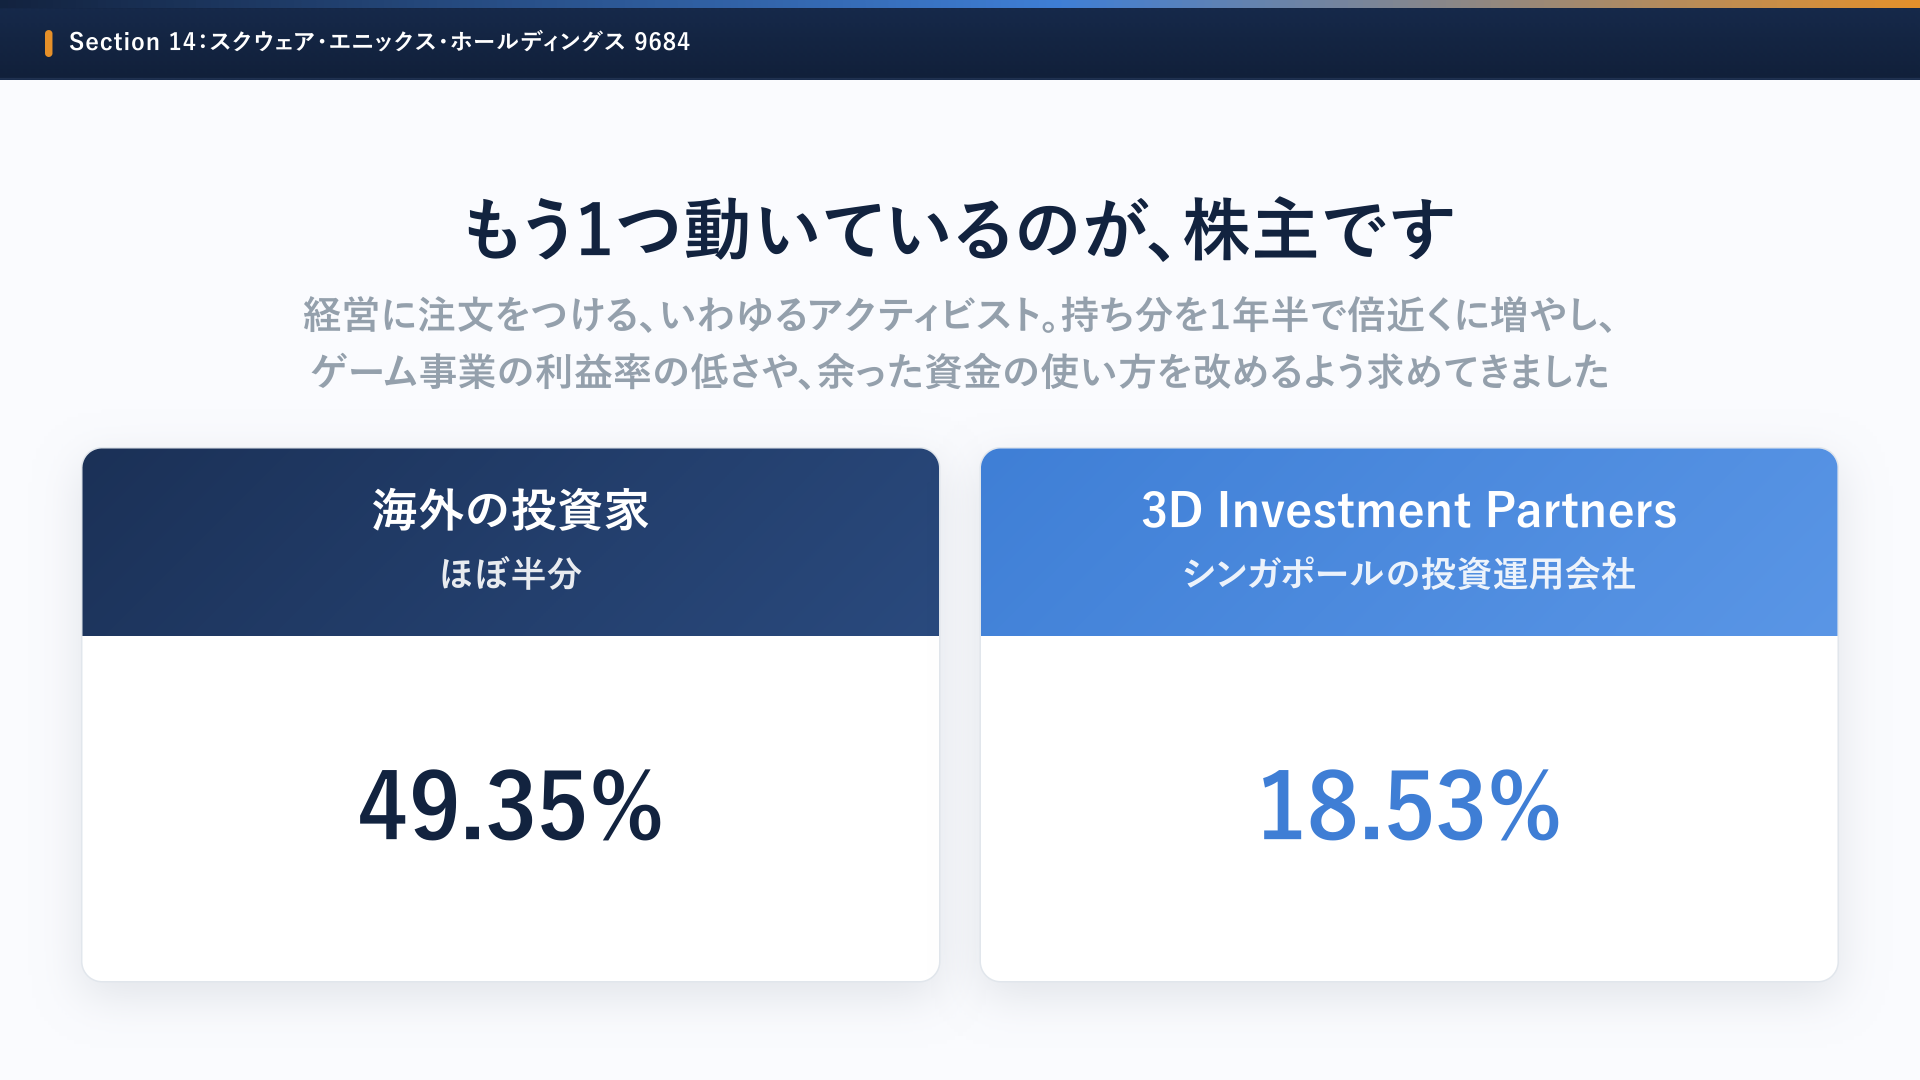 Section 14：スクウェア・エニックス・ホールディングス 9684
もう1つ動いているのが、株主です
経営に注文をつける、いわゆるアクティビスト。持ち分を1年半で倍近くに増やし、
ゲーム事業の利益率の低さや、余った資金の使い方を改めるよう求めてきました
海外の投資家
ほぼ半分
49.35%
3D Investment Partners
シンガポールの投資運用会社
18.53%